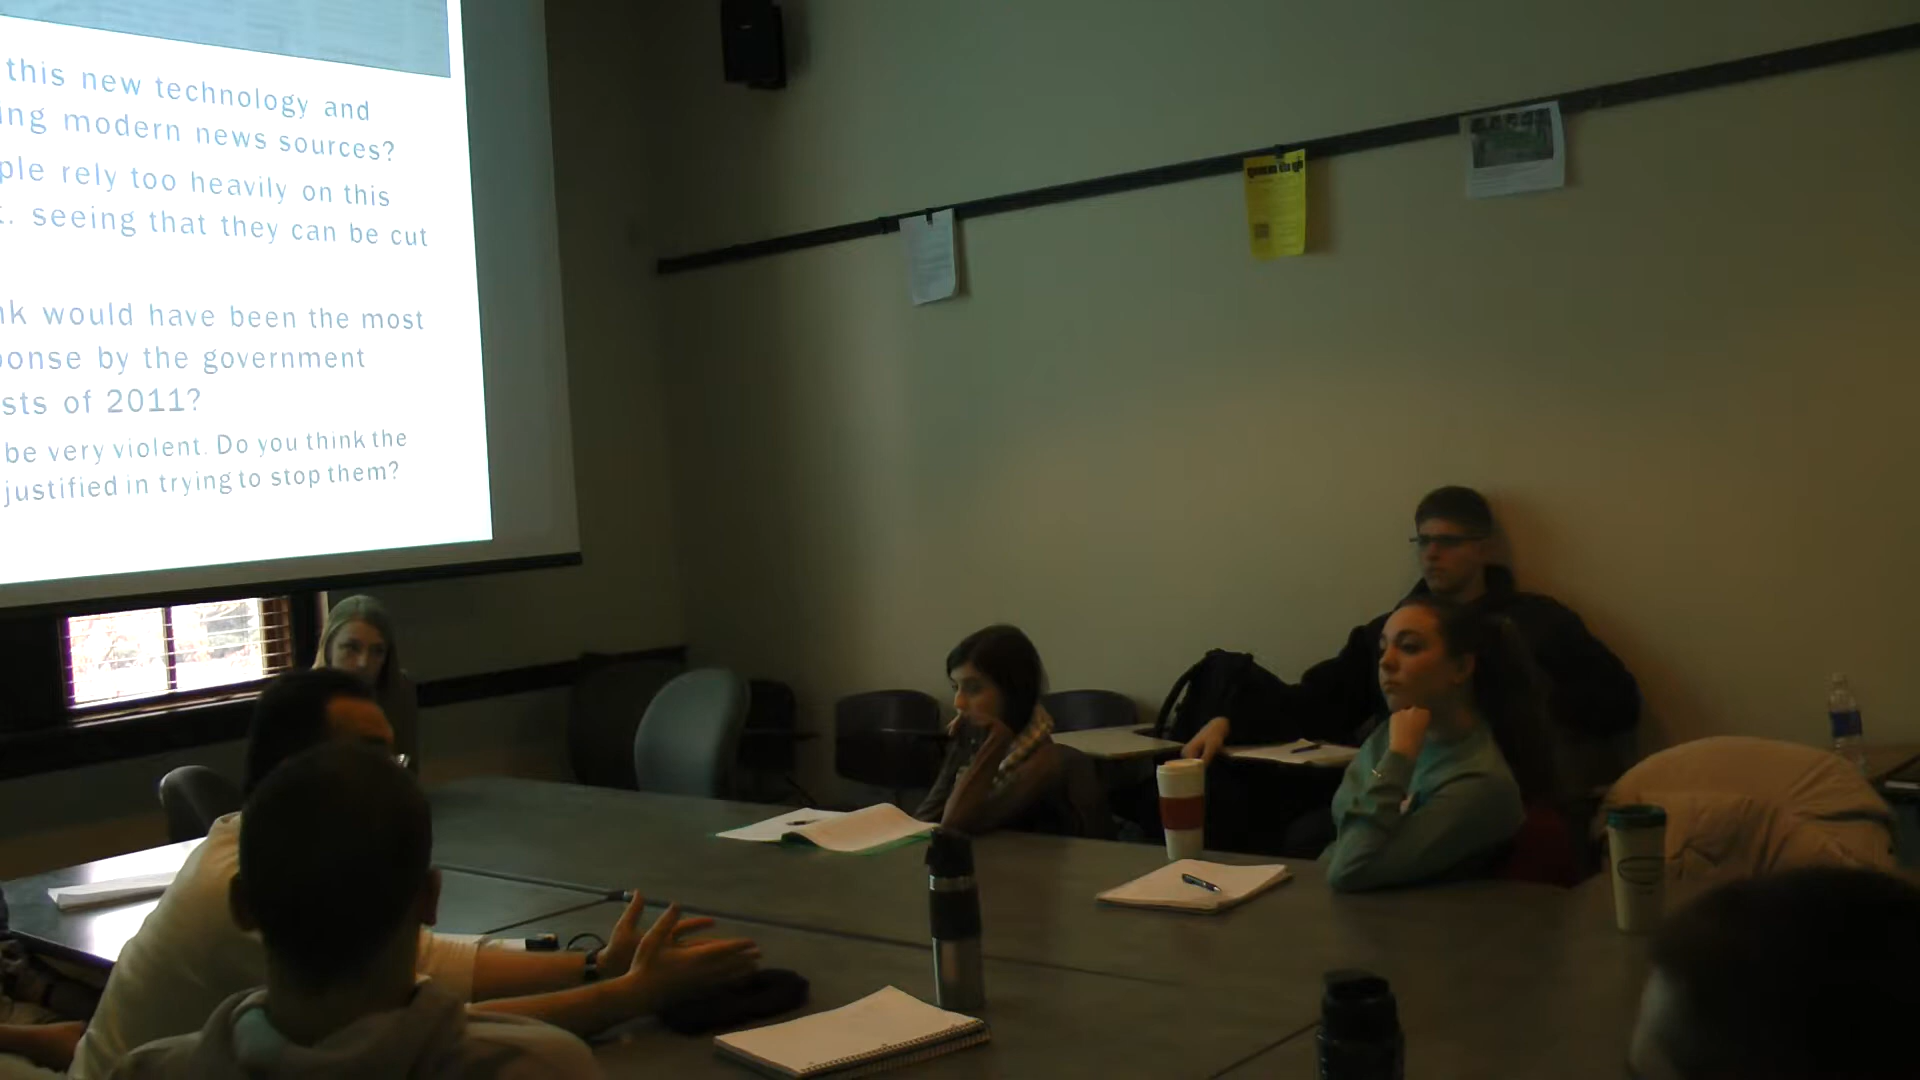 this new technology and
ing modern news sources?
ple rely too heavily on this
. seeing that they can be cut
nk would have been the most
onse by the government
sts of 2011?
be very violent. Do you think the
justified in trying to stop them?